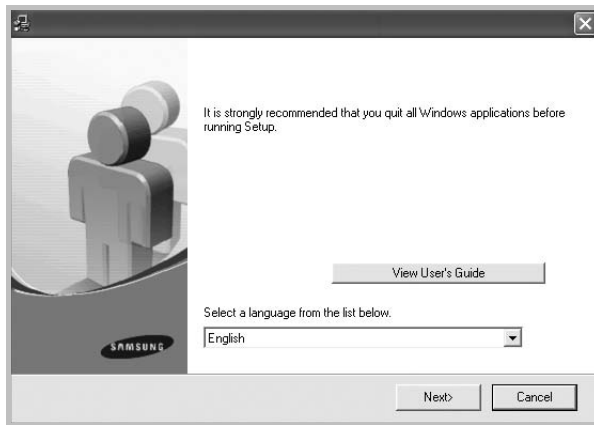 It is strongly recommended that you quit all Windows applications before
running Setup.
View User's Guide
Select a language from the list below.
English
SAMSUNG
Next>
Cancel